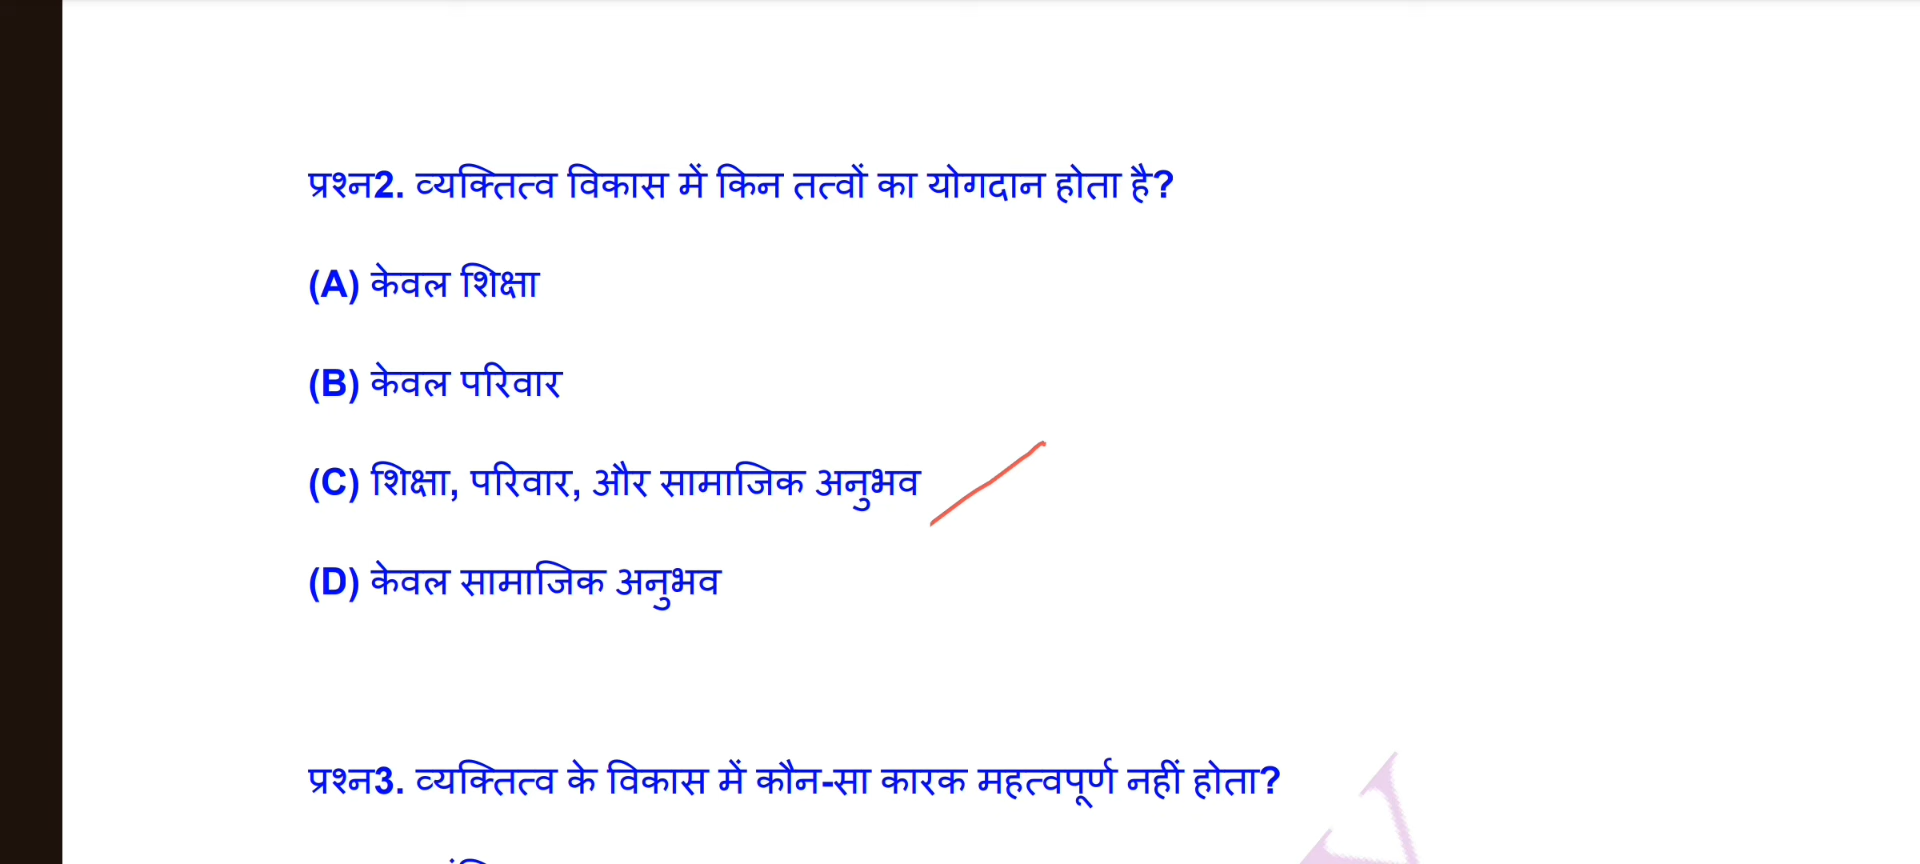 प्रश्न2. व्यक्तित्व विकास में किन तत्वों का योगदान होता है?
(A) केवल शिक्षा
(B) केवल परिवार
(C) शिक्षा, परिवार, और सामाजिक अनुभव
(D) केवल सामाजिक अनुभव
प्रश्न3. व्यक्तित्व के विकास में कौन-सा कारक महत्वपूर्ण नहीं होता?